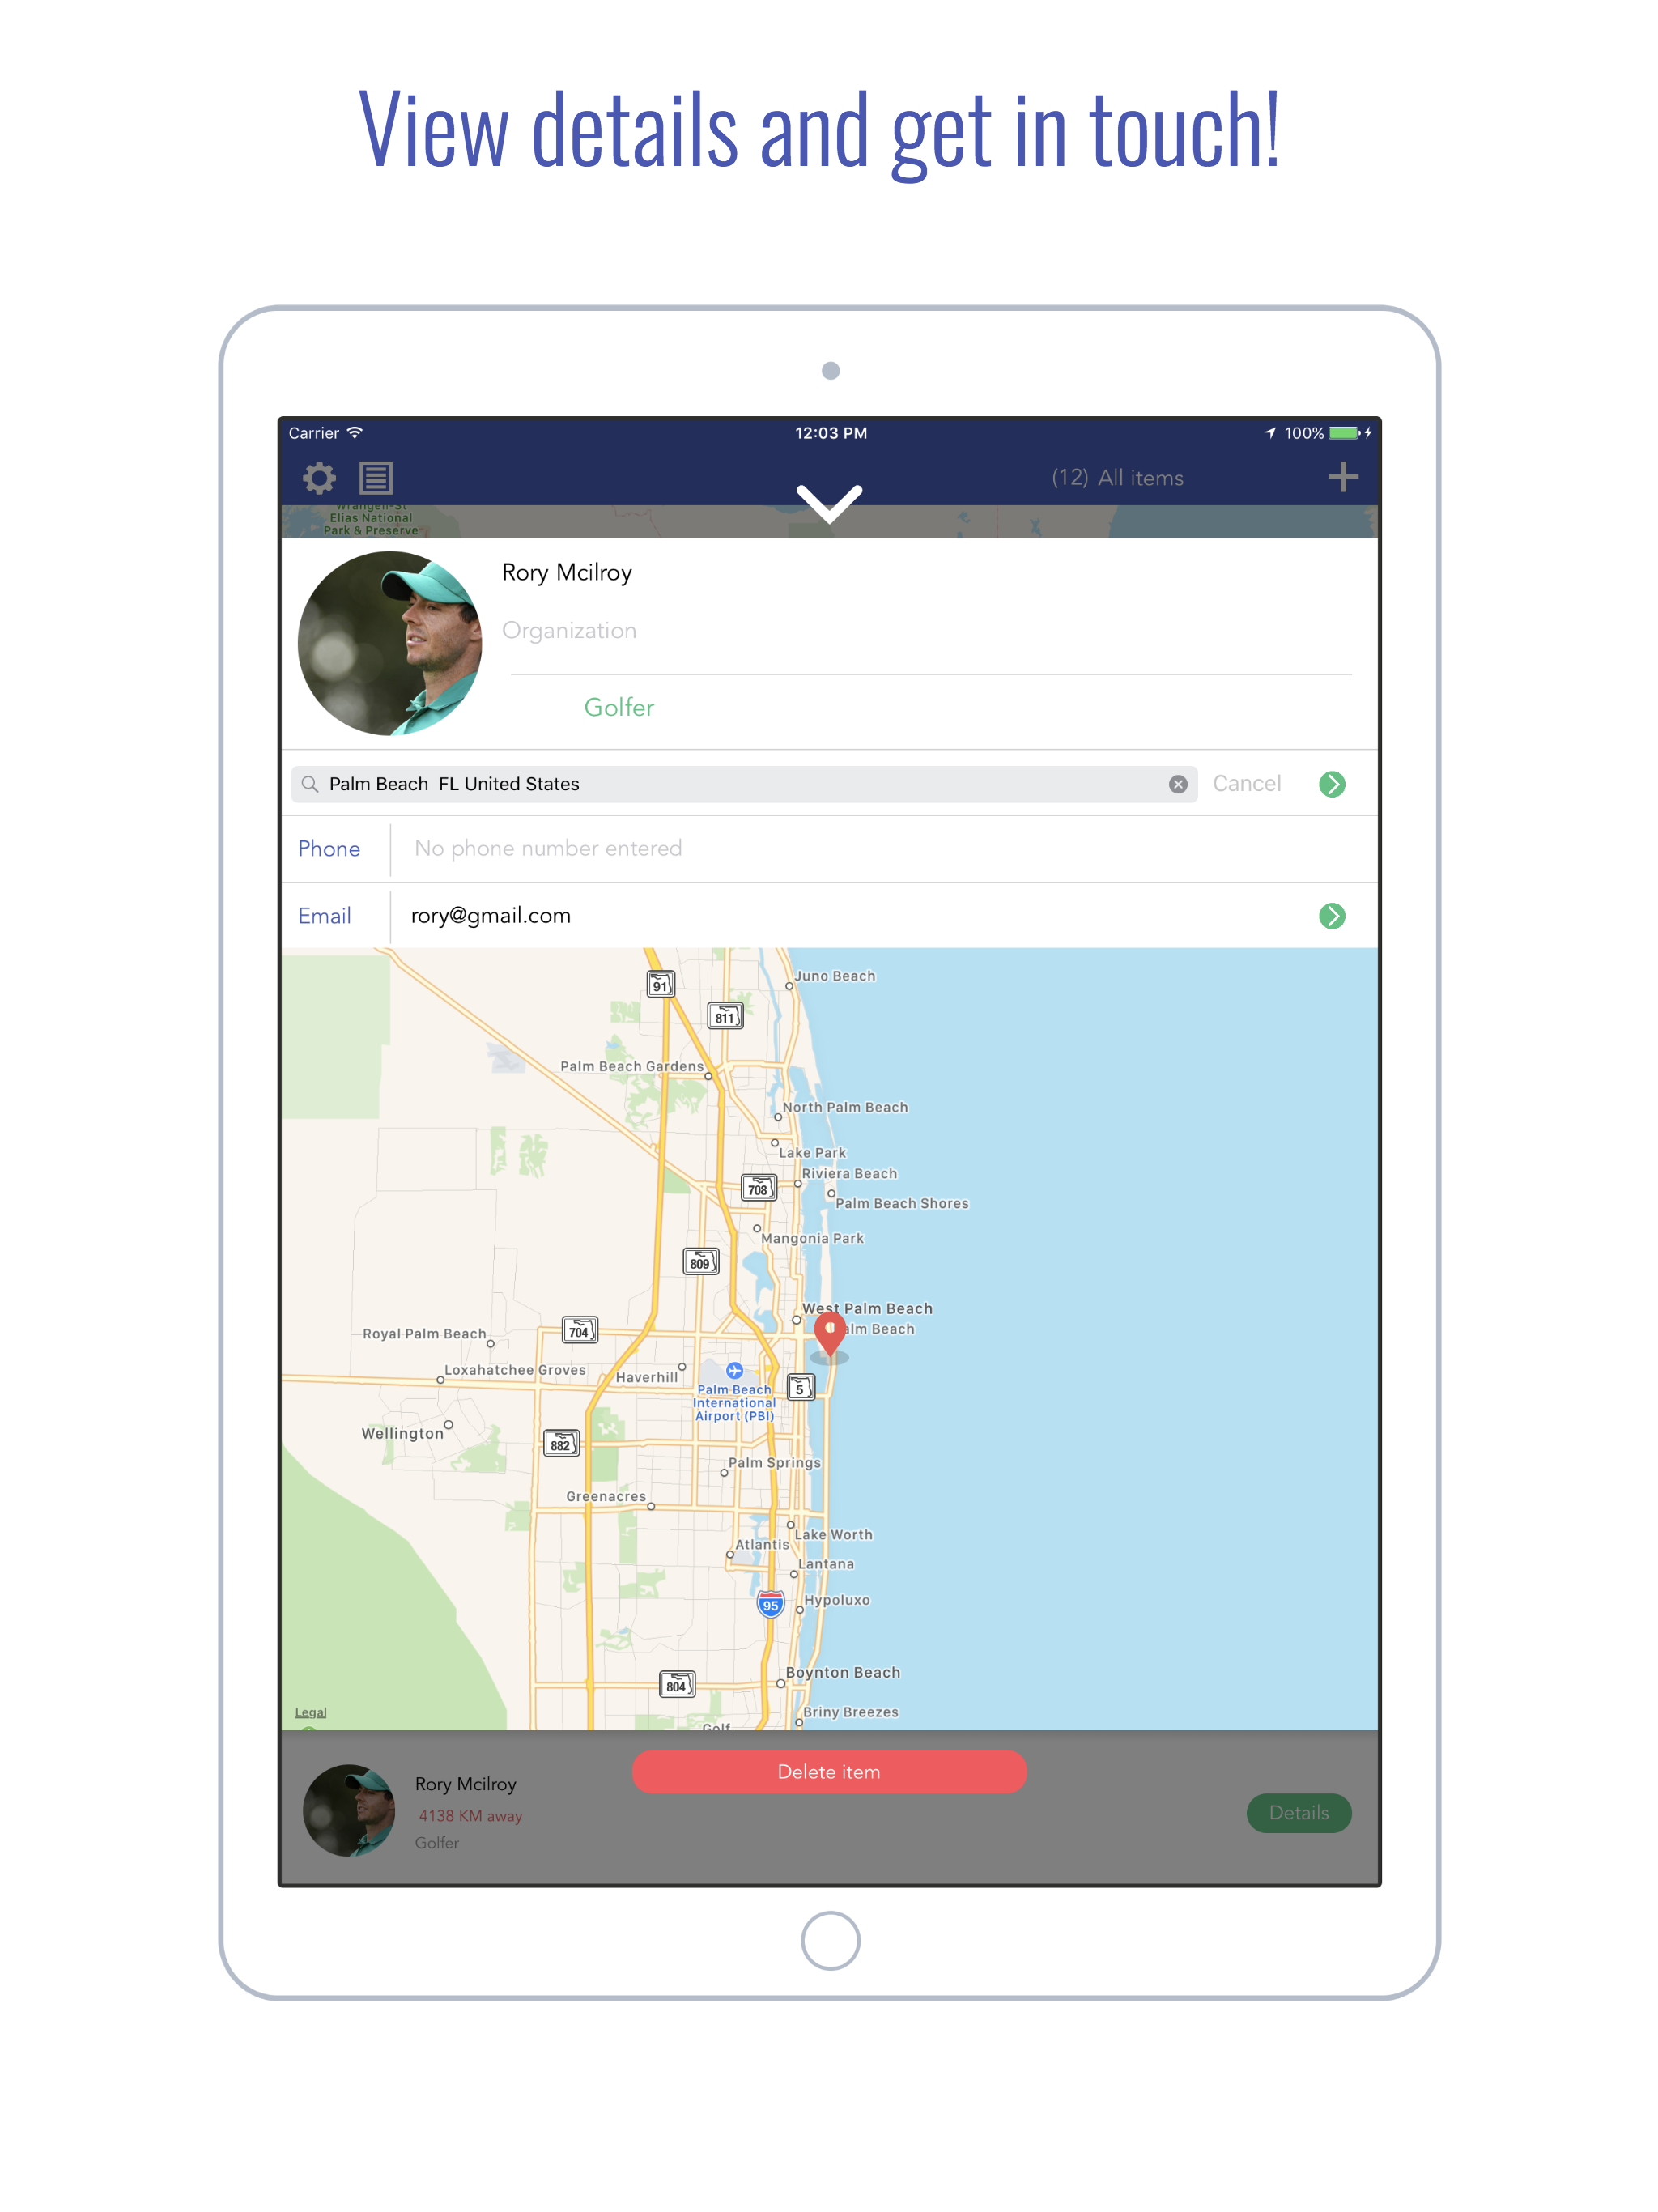 View details and get in touch!
Carrier 12:03 PM 100%
(12) All items
Wrangell-St
Elias National
Park & Preserve
Rory Mcilroy
Organization
Golfer
Palm Beach  FL United States Cancel
Phone No phone number entered
Email rory@gmail.com
Juno Beach
91
811
Palm Beach Gardens
North Palm Beach
Lake Park
Riviera Beach
708
Palm Beach Shores
Mangonia Park
809
West Palm Beach
704
alm Beach
Royal Palm Beach
Loxahatchee Groves
Haverhill
Palm Beach
International
Airport (PBI)
5
Wellington
882
Palm Springs
Greenacres
Lake Worth
Atlantis
Lantana
95
Hypoluxo
Boynton Beach
804
Legal
Briny Breezes
Golf
Delete item
Rory Mcilroy
4138 KM away
Details
Golfer